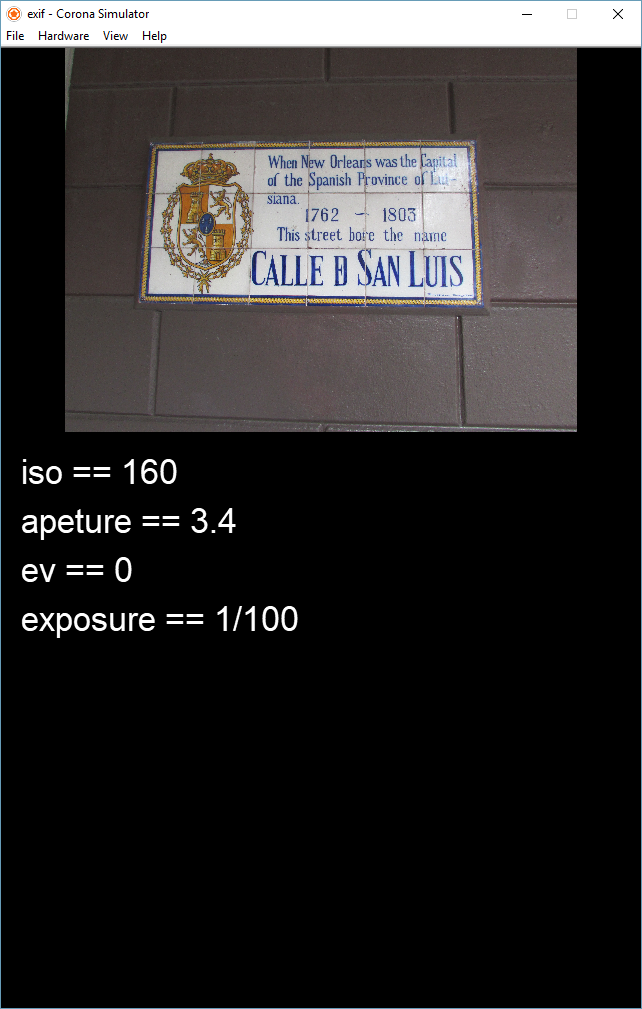 exif - Corona Simulator
File Hardware View Help
When New Orleans was the Capital
of the Spanish Province of Lui-
siana.
1762 - 1803
This street bore the name
CALLE D SAN LUIS
iso == 160
apeture == 3.4
ev == 0
exposure == 1/100